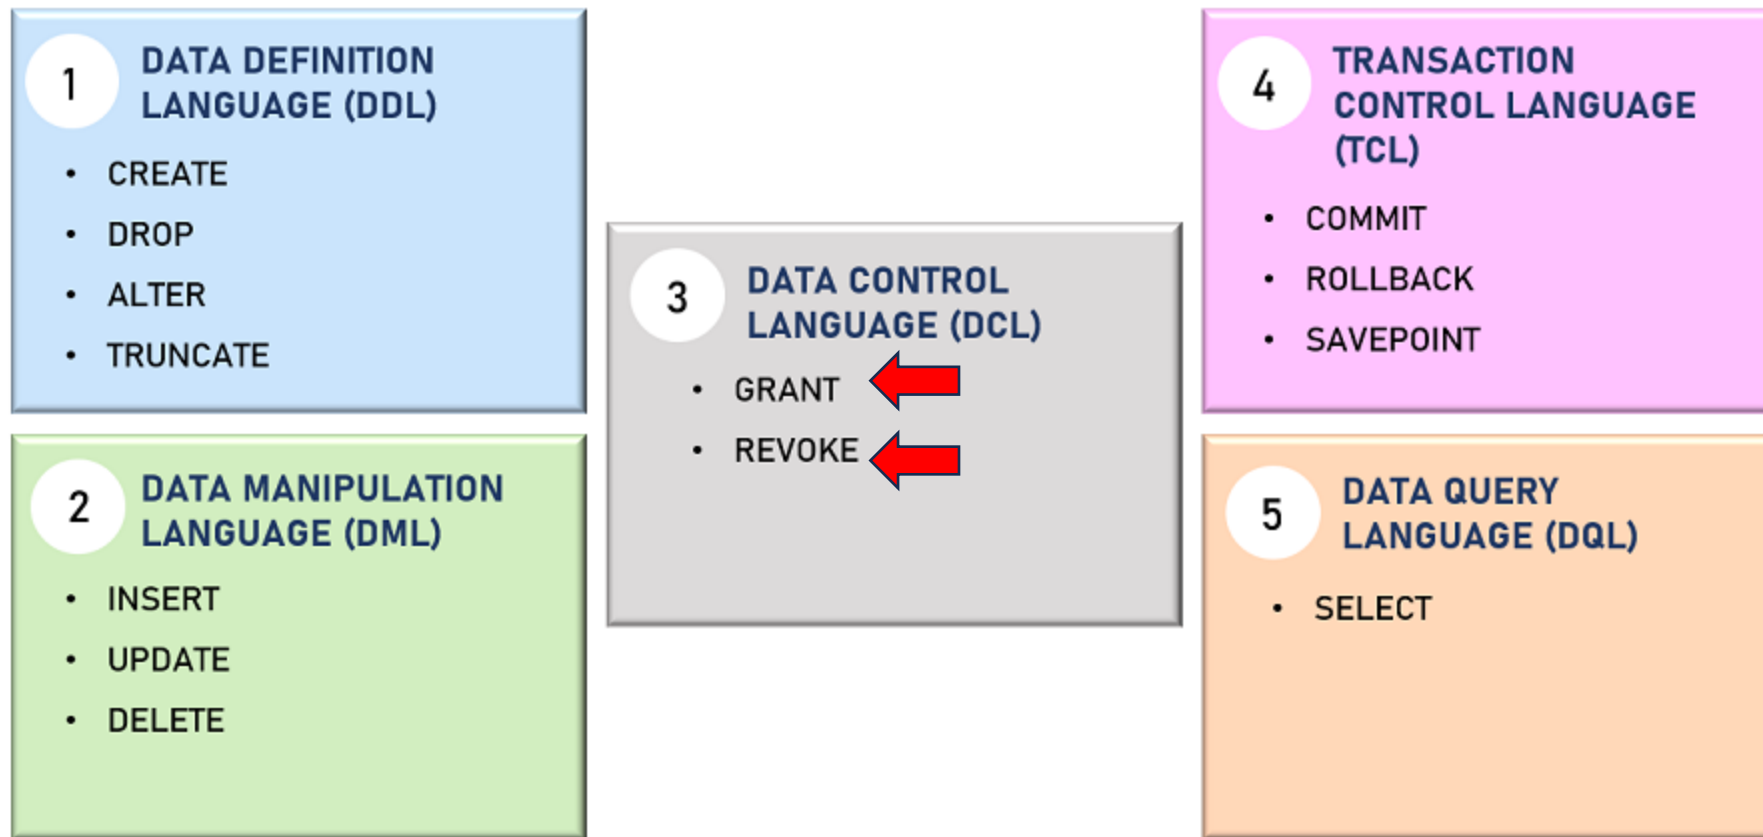 1
DATA DEFINITION
LANGUAGE (DDL)
• CREATE
• DROP
• ALTER
• TRUNCATE
2
DATA MANIPULATION
LANGUAGE (DML)
• INSERT
• UPDATE
• DELETE
3
DATA CONTROL
LANGUAGE (DCL)
• GRANT
• REVOKE
4
TRANSACTION
CONTROL LANGUAGE
(TCL)
• COMMIT
• ROLLBACK
• SAVEPOINT
5
DATA QUERY
LANGUAGE (DQL)
• SELECT